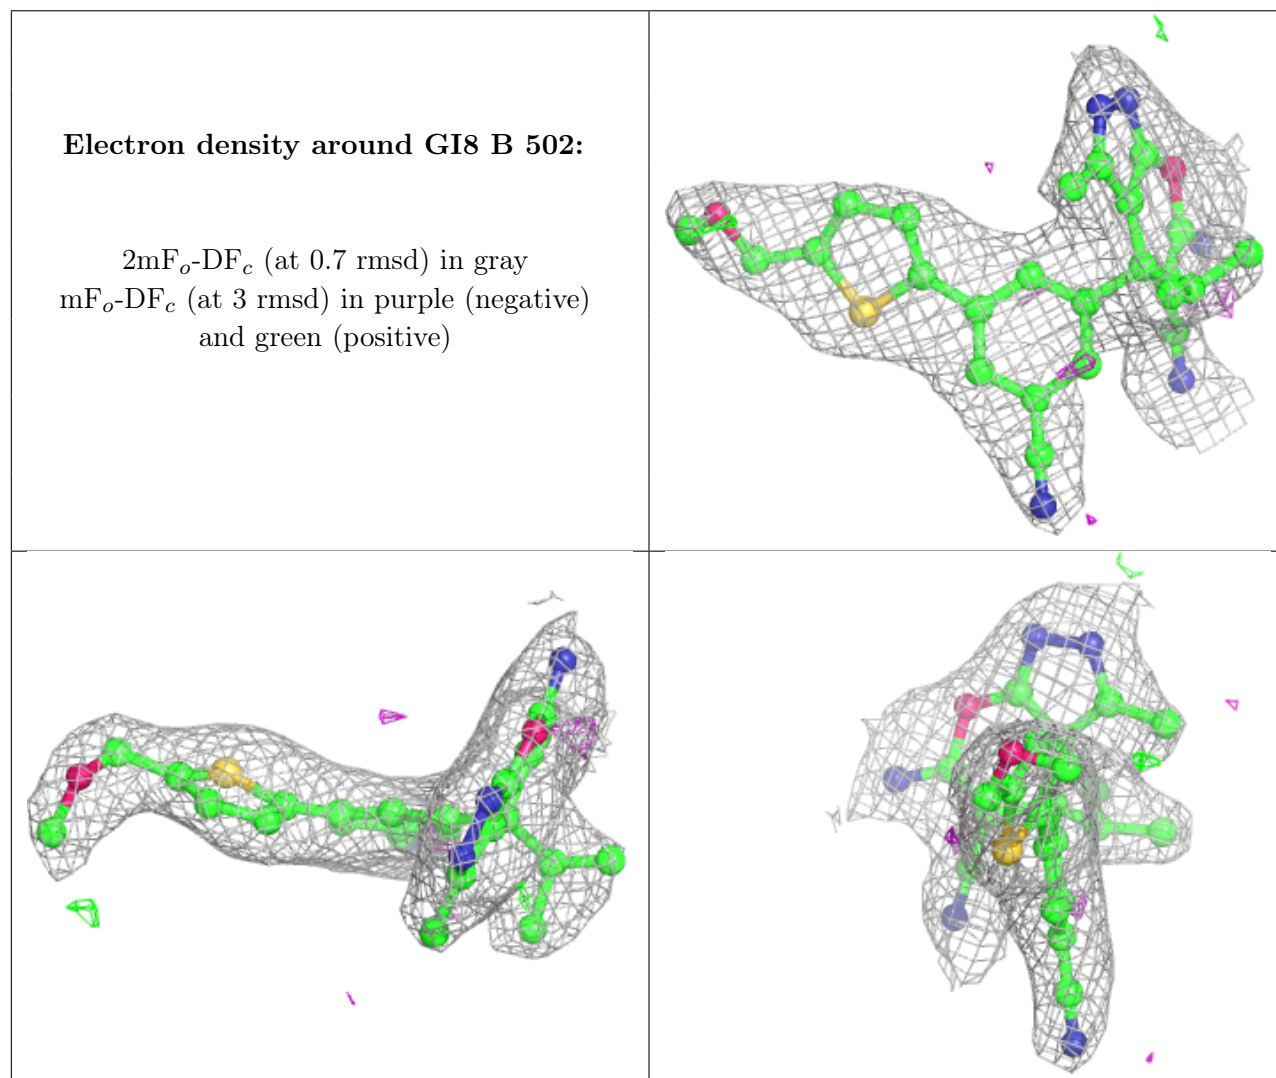 Electron density around GI8 B 502:
2mFo-DFc (at 0.7 rmsd) in gray
mFo-DFc (at 3 rmsd) in purple (negative)
and green (positive)